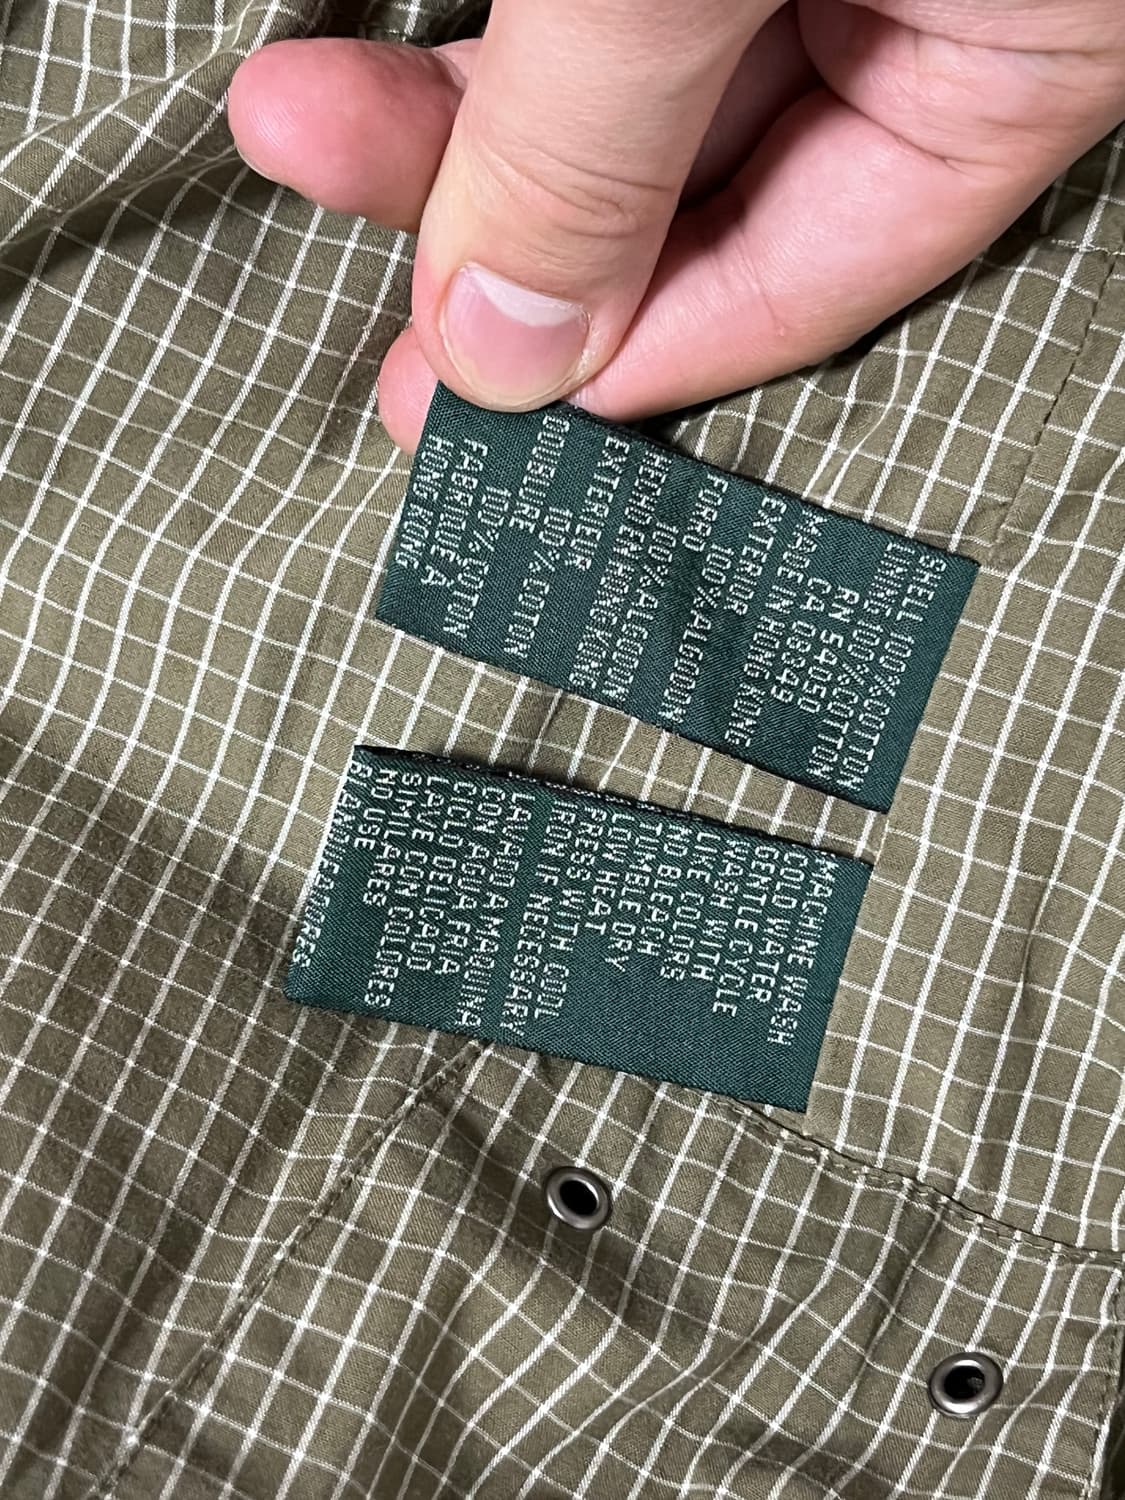 SHELL 100% COTTON
LINING 100% COTTON
RN 54050
CA 08349
MADE IN HONG KONG
EXTERIOR
100% ALGODON
FORRO
100% ALGODON
HECHO EN HONG KONG
EXTERIEUR
100% COTON
DOUBLURE
100% COTON
FABRIQUE A
HONG KONG
MACHINE WASH
COLD WATER
GENTLE CYCLE
WASH WITH
LIKE COLORS
NO BLEACH
TUMBLE DRY
LOW HEAT
PRESS WITH COOL
IRON IF NECESSARY
LAVADO A MAQUINA
CON AGUA FRIA
CICLO DELICADO
LAVE CON COLORES
SIMILARES
NO USE
BLANQEADORES